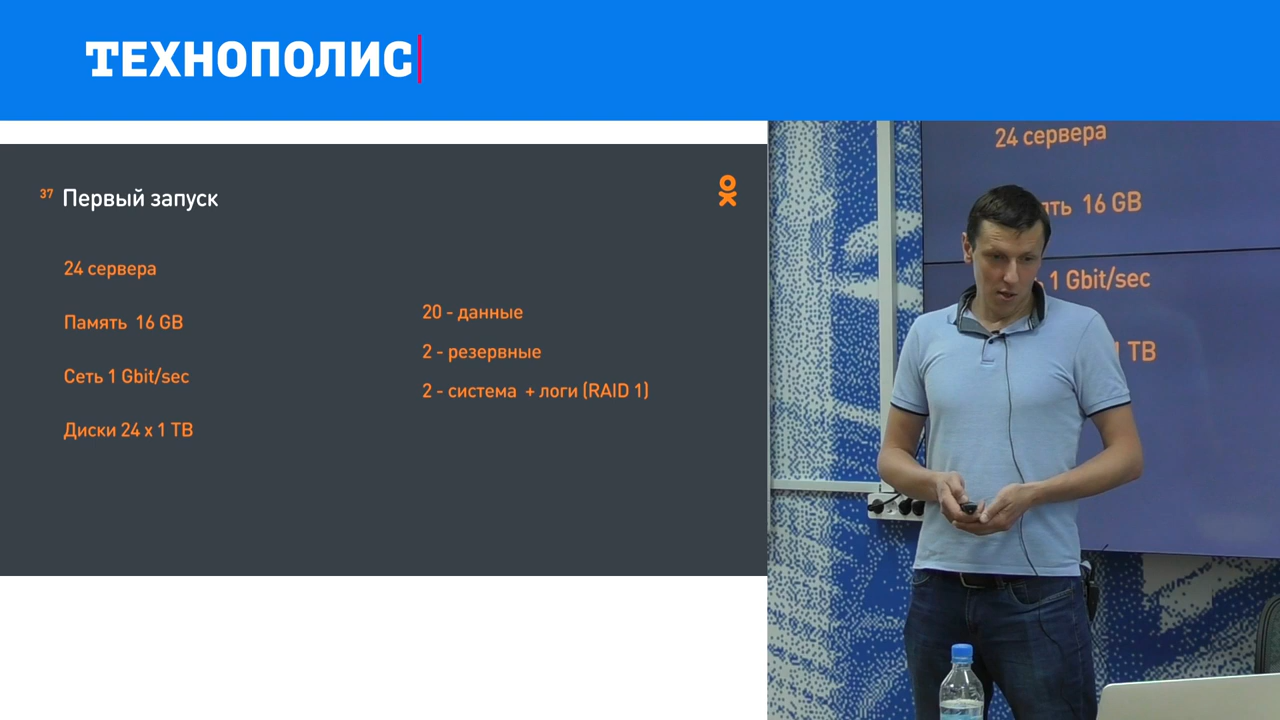 ТЕХНОПОЛИС
37 Первый запуск
24 сервера
Память 16 GB
Сеть 1 Gbit/sec
Диски 24 x 1 TB
20 - данные
2 - резервные
2 - система + логи (RAID 1)
24 сервера
ять 16 GB
1 Gbit/sec
1 TB